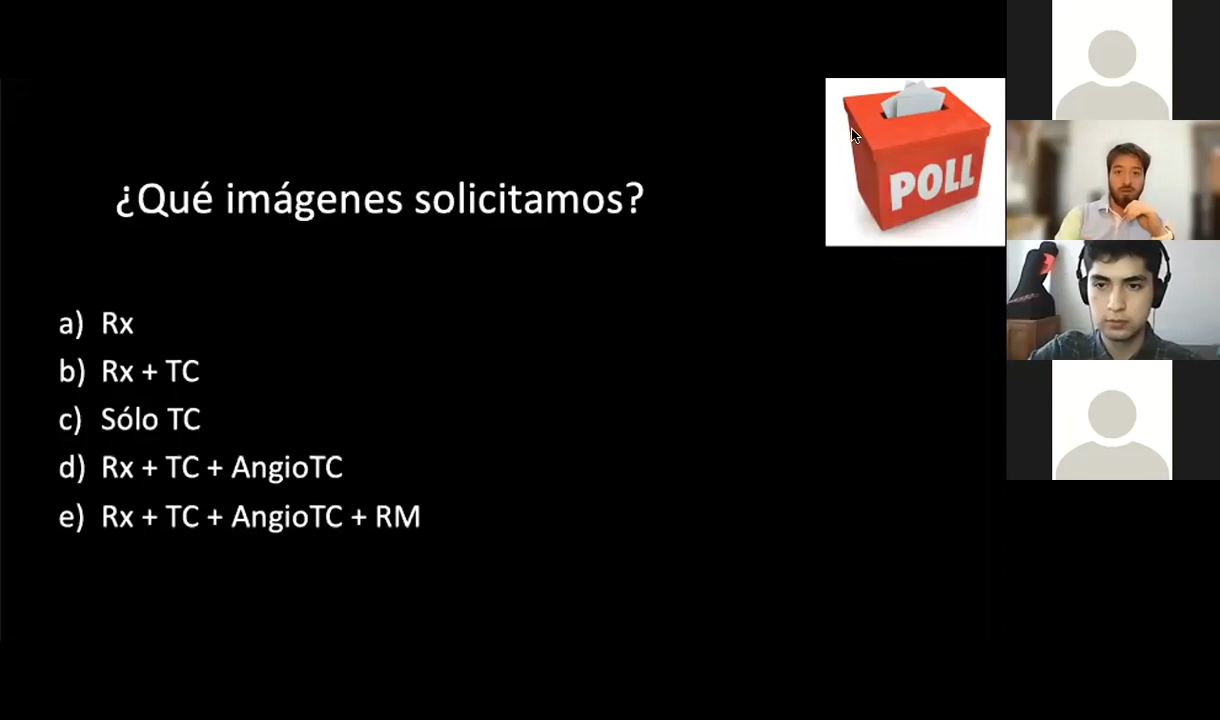 POLL
¿Qué imágenes solicitamos?
a) Rx
b) Rx + TC
c) Sólo TC
d) Rx + TC + AngioTC
e) Rx + TC + AngioTC + RM